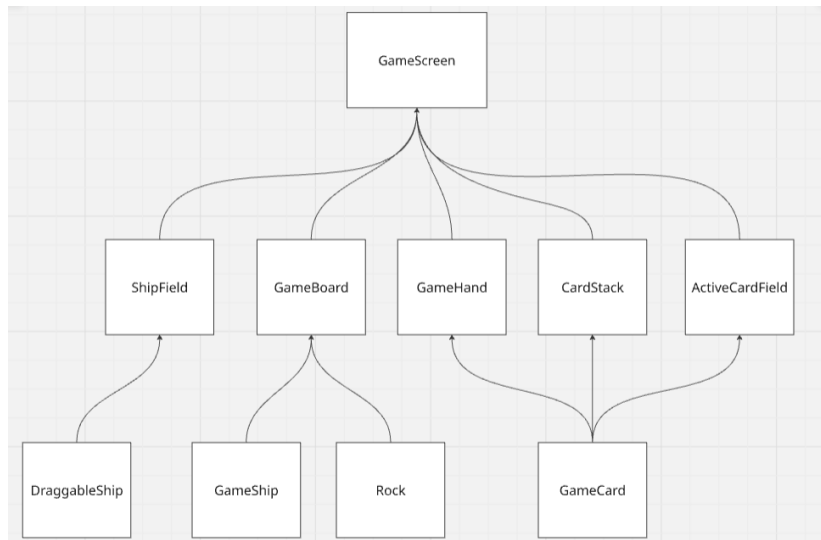 GameScreen
ShipField
GameBoard
GameHand
CardStack
ActiveCardField
DraggableShip
GameShip
Rock
GameCard